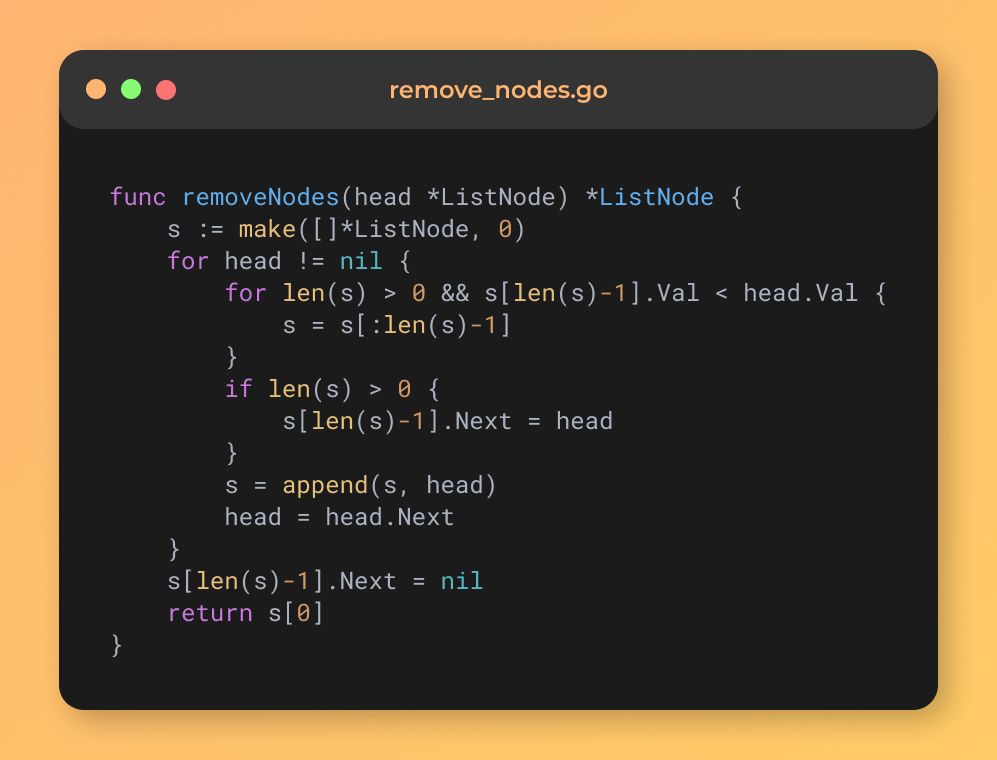 remove_nodes.go
func removeNodes(head *ListNode) *ListNode {
    s := make([]*ListNode, 0)
    for head != nil {
        for len(s) > 0 && s[len(s)-1].Val < head.Val {
            s = s[:len(s)-1]
        }
        if len(s) > 0 {
            s[len(s)-1].Next = head
        }
        s = append(s, head)
        head = head.Next
    }
    s[len(s)-1].Next = nil
    return s[0]
}